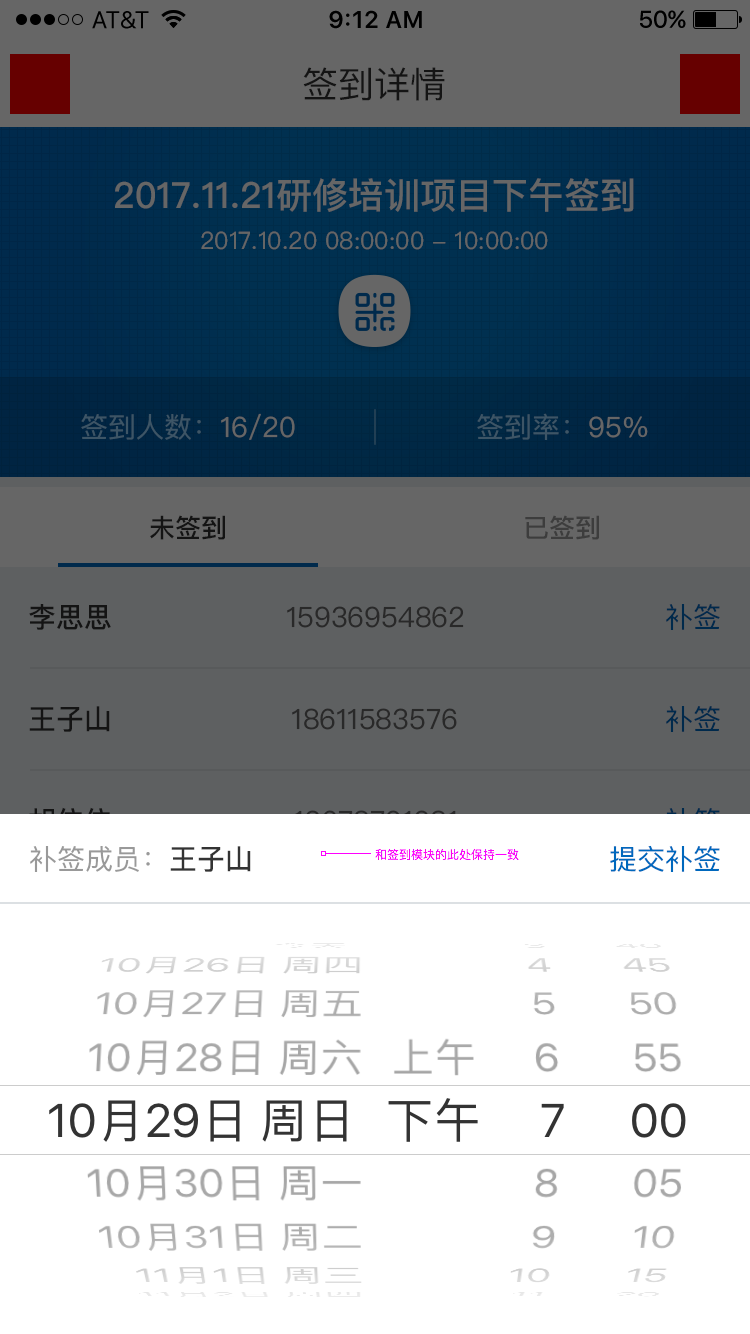 AT&T 9:12 AM 50%
签到详情
2017.11.21研修培训项目下午签到
2017.10.20 08:00:00 – 10:00:00
签到人数：16/20 签到率：95%
未签到 已签到
李思思 15936954862 补签
王子山 18611583576 补签
补签成员：王子山 和签到模块的此处保持一致 提交补签
10月26日 周四 4 45
10月27日 周五 5 50
10月28日 周六 上午 6 55
10月29日 周日 下午 7 00
10月30日 周一 8 05
10月31日 周二 9 10
11月1日 周三 10 15